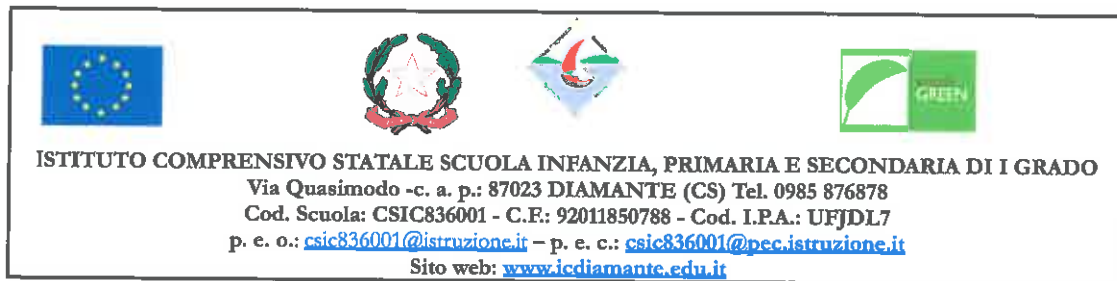 GREEN
ISTITUTO COMPRENSIVO STATALE SCUOLA INFANZIA, PRIMARIA E SECONDARIA DI I GRADO
Via Quasimodo -c. a. p.: 87023 DIAMANTE (CS) Tel. 0985 876878
Cod. Scuola: CSIC836001 - C.F.: 92011850788 - Cod. I.P.A.: UFJDL7
p. e. o.: csic836001@istruzione.it – p. e. c.: csic836001@pec.istruzione.it
Sito web: www.icdiamante.edu.it